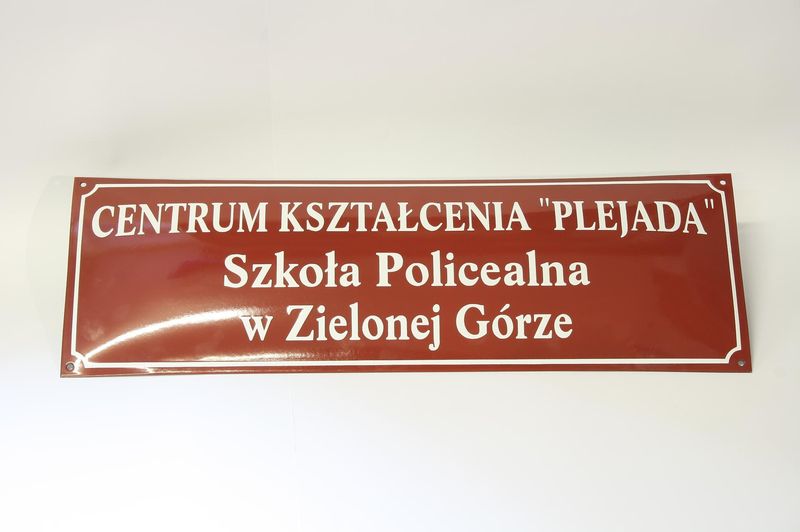 CENTRUM KSZTAŁCENIA "PLEJADA"
Szkoła Policealna
w Zielonej Górze